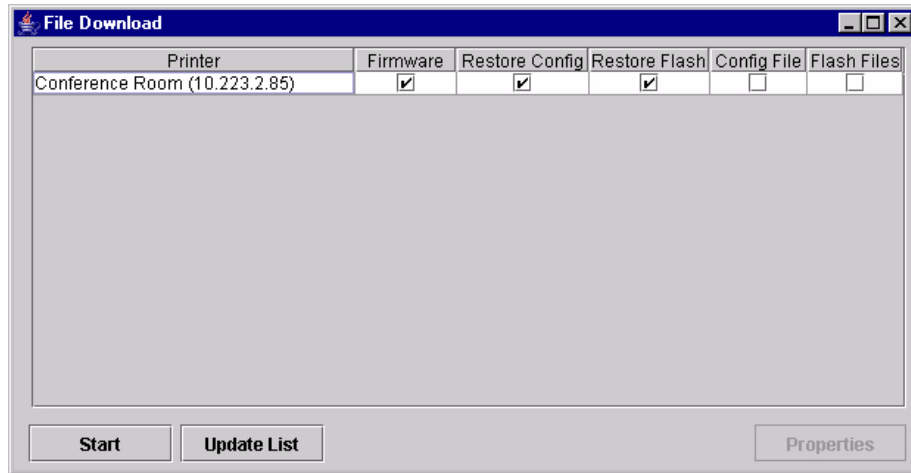 File Download
Printer Firmware Restore Config Restore Flash Config File Flash Files
Conference Room (10.223.2.85)
Start Update List Properties